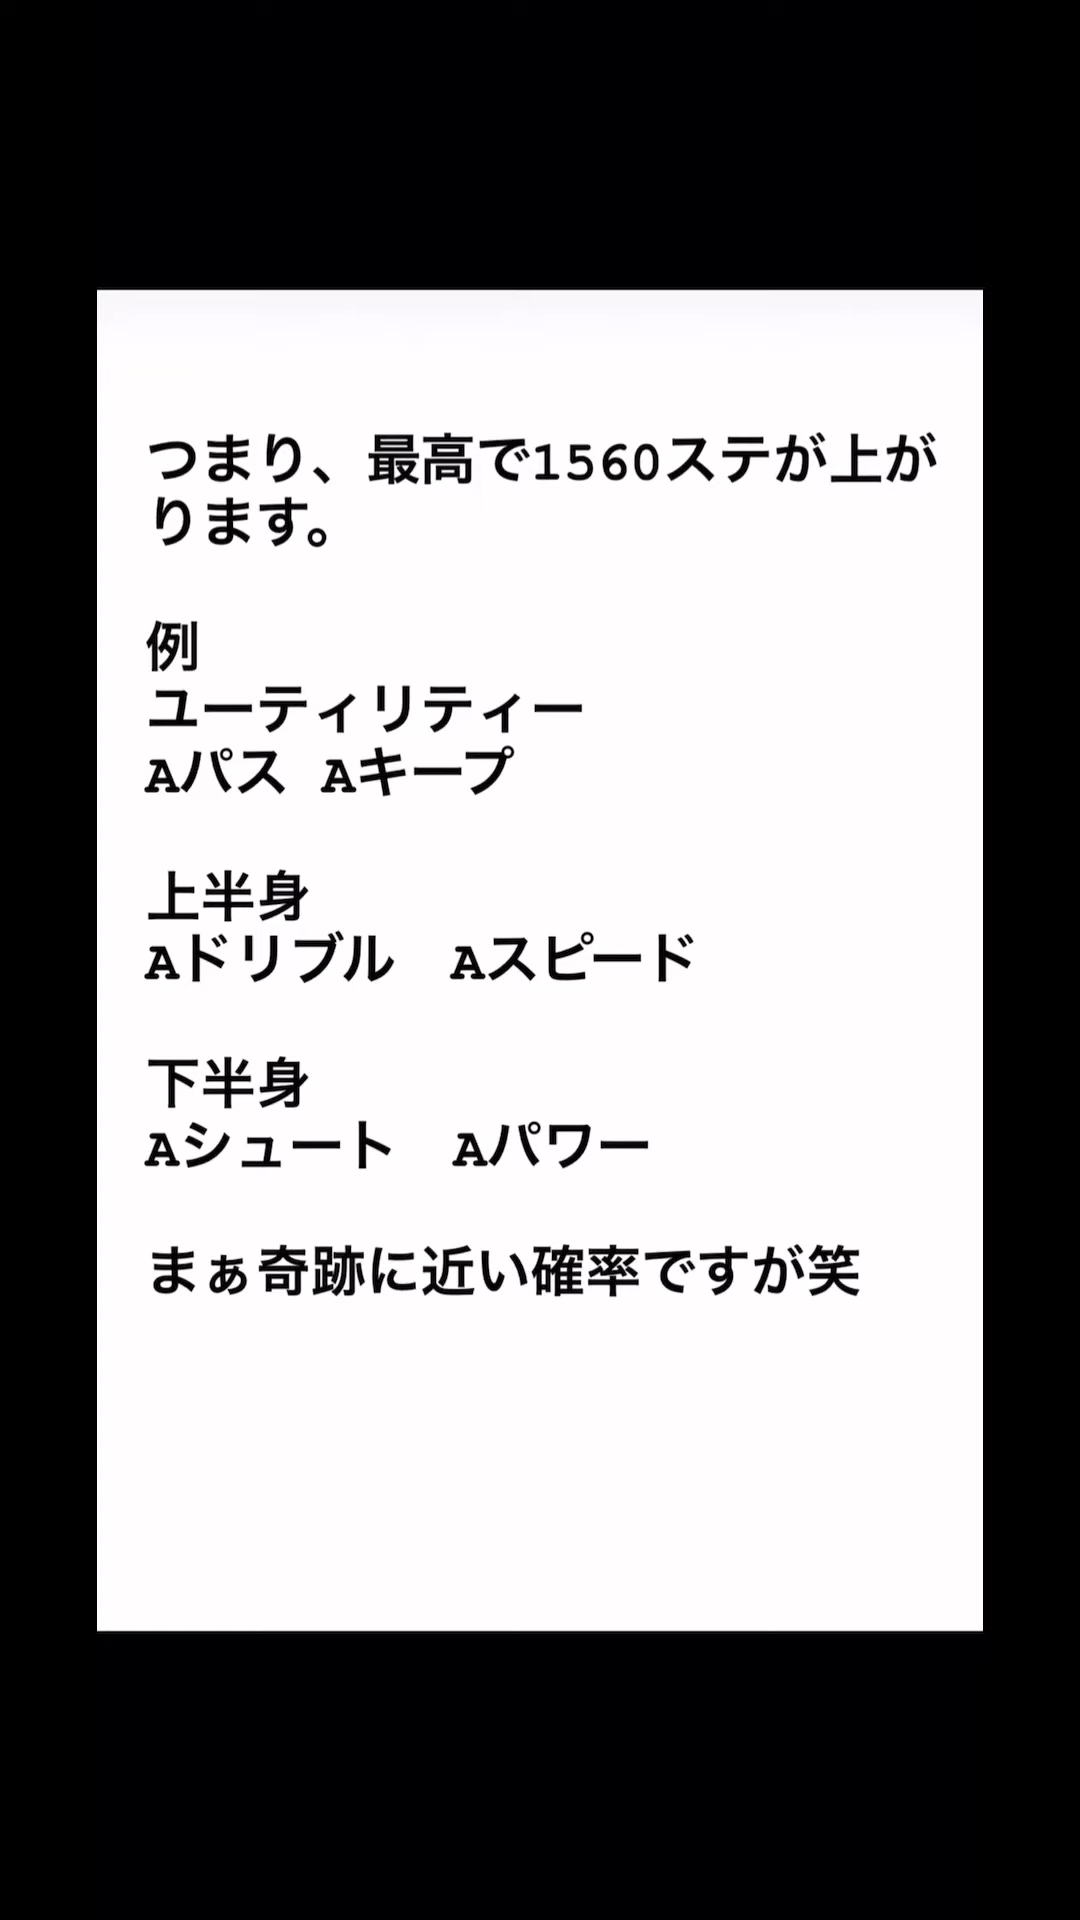 つまり、最高で1560ステが上が
ります。
例
ユーティリティー
Aパス Aキープ
上半身
Aドリブル　Aスピード
下半身
Aシュート　Aパワー
まぁ奇跡に近い確率ですが笑